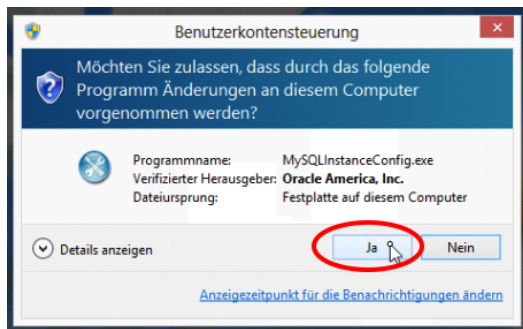 Benutzerkontensteuerung
Möchten Sie zulassen, dass durch das folgende
Programm Änderungen an diesem Computer
vorgenommen werden?
Programmname: MySQLInstanceConfig.exe
Verifizierter Herausgeber: Oracle America, Inc.
Dateiursprung: Festplatte auf diesem Computer
Details anzeigen Ja Nein
Anzeigezeitpunkt für die Benachrichtigungen ändern